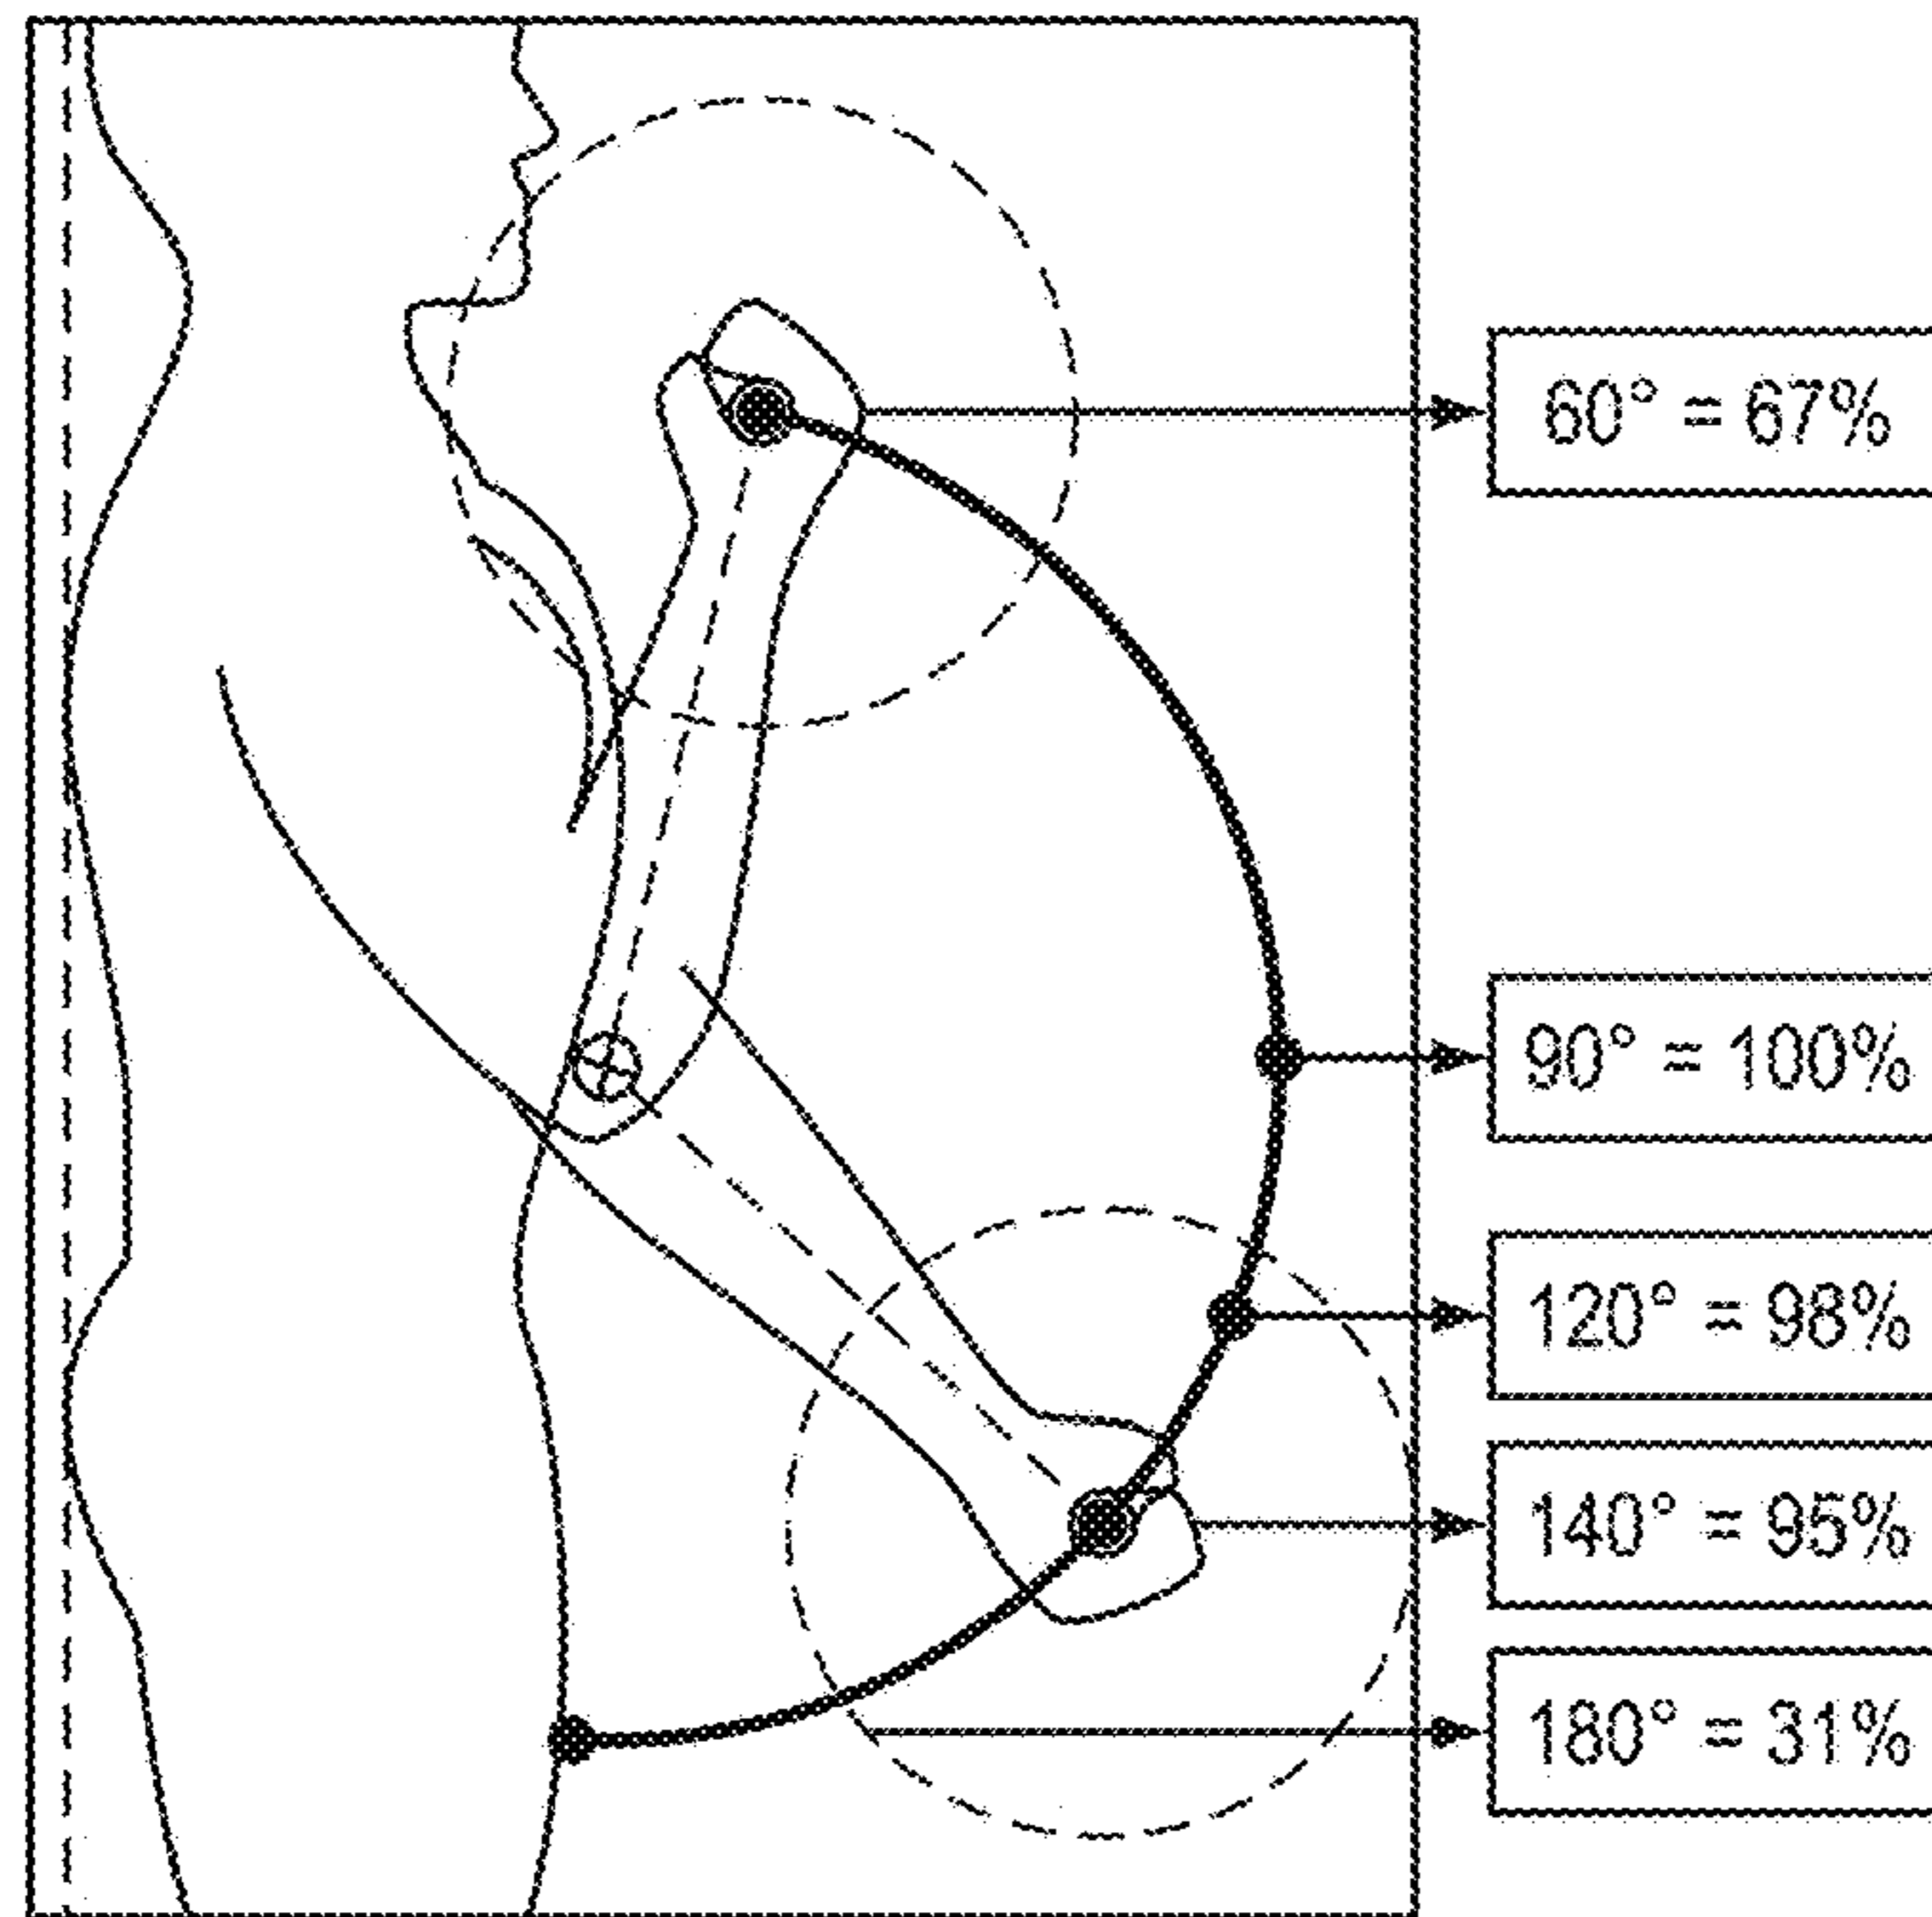 60° = 67%
90° = 100%
120° = 98%
140° = 95%
180° = 31%